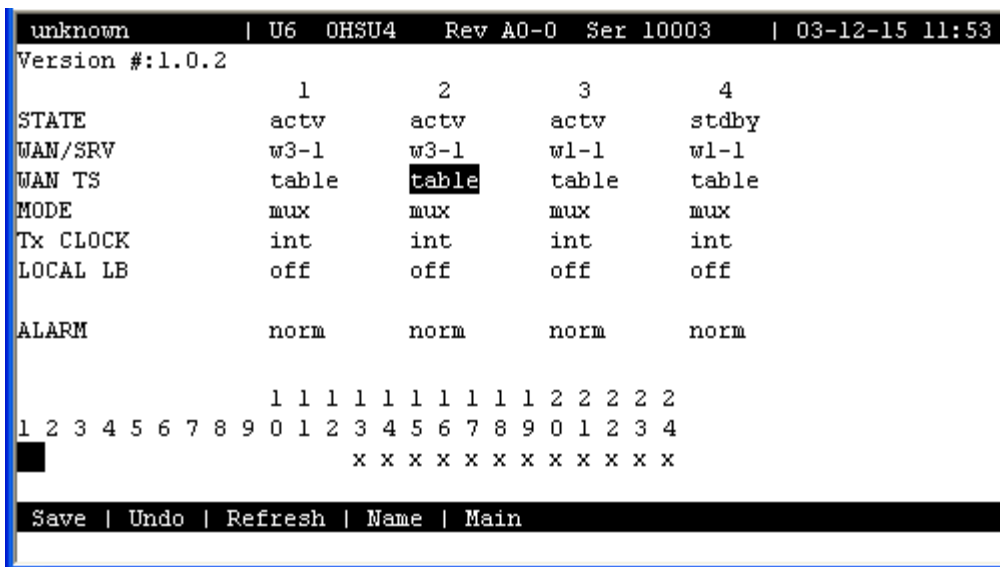 unknown | U6 OHSU4 Rev A0-0 Ser 10003 | 03-12-15 11:53
Version #:1.0.2
1 2 3 4
STATE actv actv actv stdby
WAN/SRV w3-1 w3-1 w1-1 w1-1
WAN TS table table table table
MODE mux mux mux mux
Tx CLOCK int int int int
LOCAL LB off off off off
ALARM norm norm norm norm
1 1 1 1 1 1 1 1 1 1 2 2 2 2 2
1 2 3 4 5 6 7 8 9 0 1 2 3 4 5 6 7 8 9 0 1 2 3 4
x x x x x x x x x x x x
Save | Undo | Refresh | Name | Main